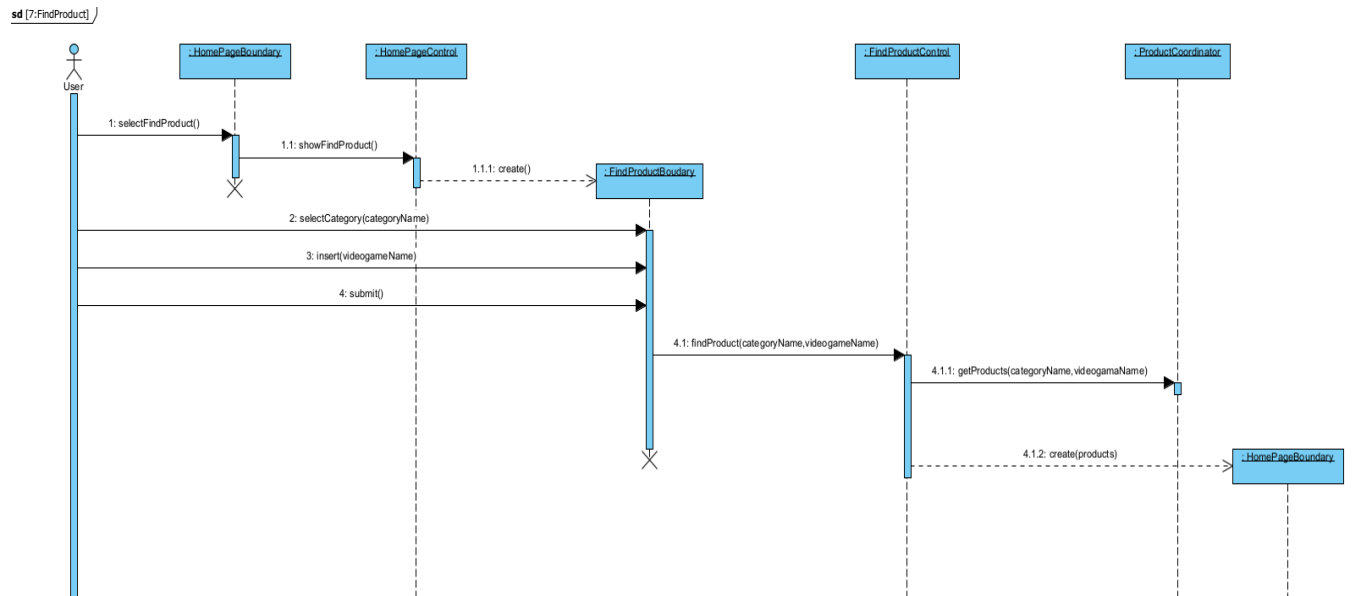 sd [7:FindProduct]
: HomePageBoundary
: HomePageControl
: FindProductControl
: ProductCoordinator
User
1: selectFindProduct()
1.1: showFindProduct()
1.1.1: create()
: FindProductBoudary
2: selectCategory(categoryName)
3: insert(videogameName)
4: submit()
4.1: findProduct(categoryName,videogameName)
4.1.1: getProducts(categoryName,videogamaName)
4.1.2: create(products)
: HomePageBoundary